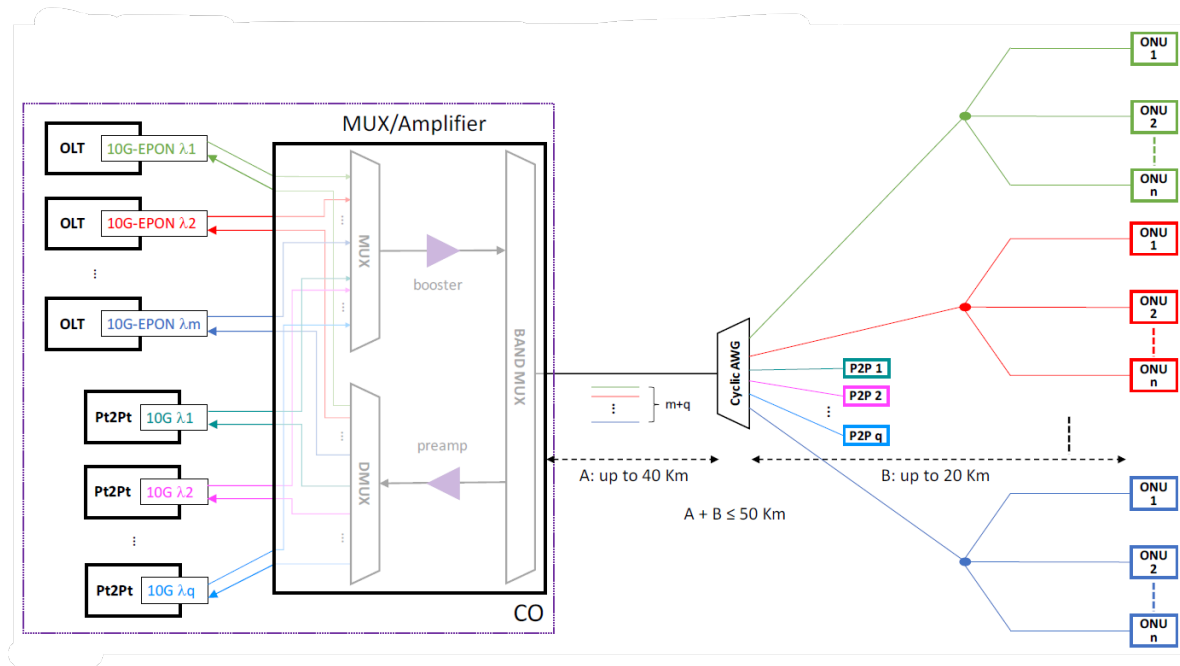 MUX/Amplifier
OLT
10G-EPON λ1
OLT
10G-EPON λ2
⋮
OLT
10G-EPON λm
Pt2Pt
10G λ1
Pt2Pt
10G λ2
⋮
Pt2Pt
10G λq
MUX
booster
BAND MUX
preamp
DMUX
CO
m+q
A: up to 40 Km
A + B ≤ 50 Km
Cyclic AWG
P2P 1
P2P 2
⋮
P2P q
B: up to 20 Km
ONU
1
ONU
2
ONU
n
ONU
1
ONU
2
ONU
n
ONU
1
ONU
2
ONU
n